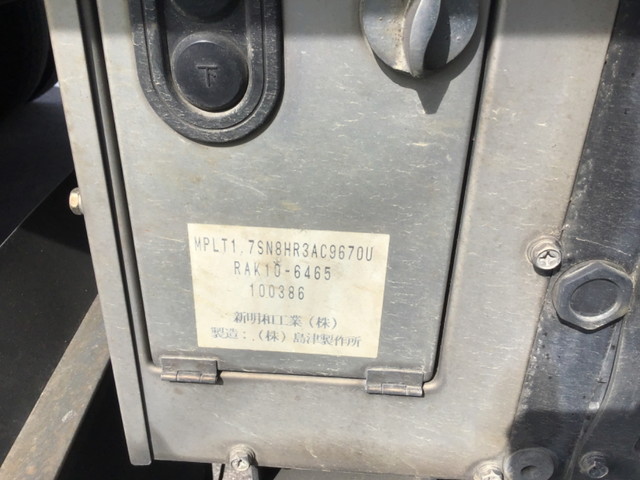 下
MPLT1.7SN8HR3AC9670U
RAK10-6465
100386
新明和工業(株)
製造:(株)島津製作所